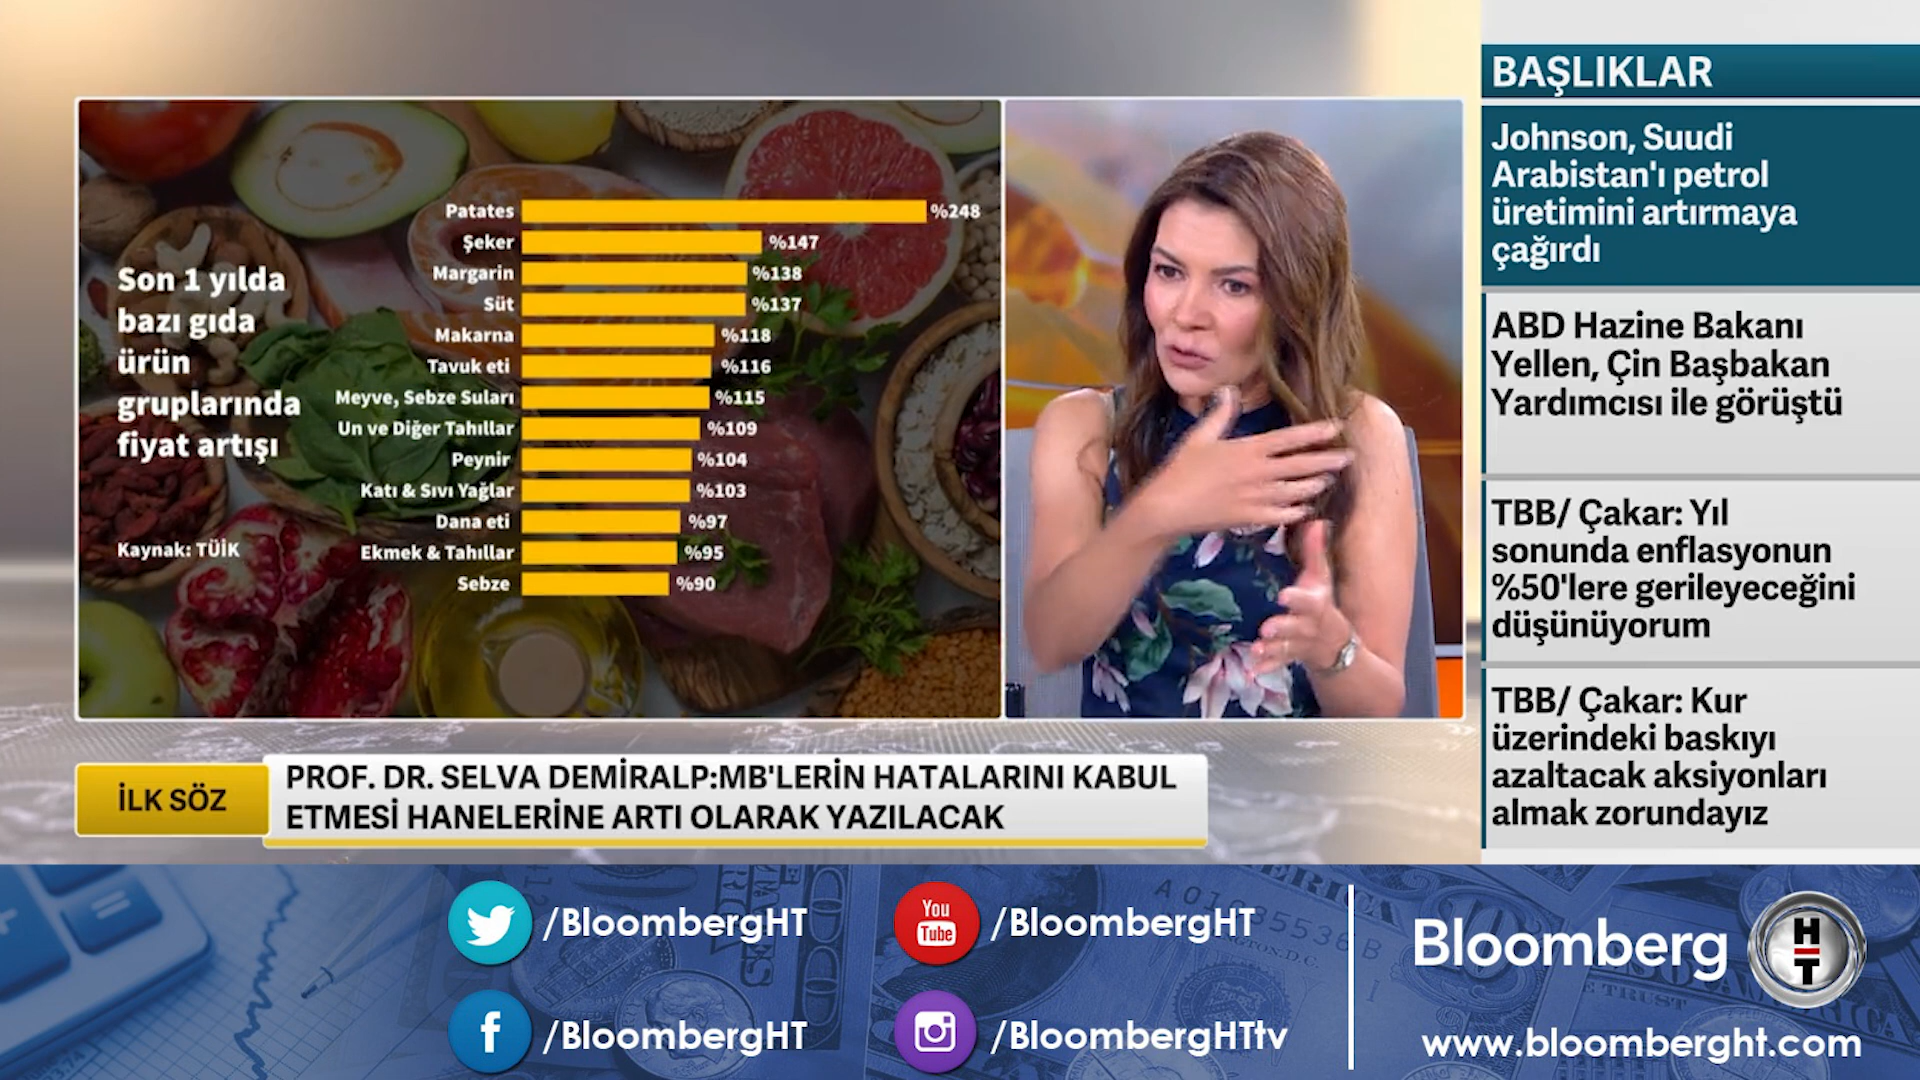 Son 1 yılda
bazı gıda
ürün
gruplarında
fiyat artışı
Kaynak: TÜİK
Patates %248
Şeker %147
Margarin %138
Süt %137
Makarna %118
Tavuk eti %116
Meyve, Sebze Suları %115
Un ve Diğer Tahıllar %109
Peynir %104
Katı & Sıvı Yağlar %103
Dana eti %97
Ekmek & Tahıllar %95
Sebze %90
BAŞLIKLAR
Johnson, Suudi
Arabistan'ı petrol
üretimini artırmaya
çağırdı
ABD Hazine Bakanı
Yellen, Çin Başbakan
Yardımcısı ile görüştü
TBB/ Çakar: Yıl
sonunda enflasyonun
%50'lere gerileyeceğini
düşünüyorum
TBB/ Çakar: Kur
üzerindeki baskıyı
azaltacak aksiyonları
almak zorundayız
İLK SÖZ
PROF. DR. SELVA DEMİRALP:MB'LERİN HATALARINI KABUL
ETMESİ HANELERİNE ARTI OLARAK YAZILACAK
/BloombergHT
You
Tube
/BloombergHT
f
/BloombergHT
/BloombergHTtv
Bloomberg
H
T
www.bloomberght.com